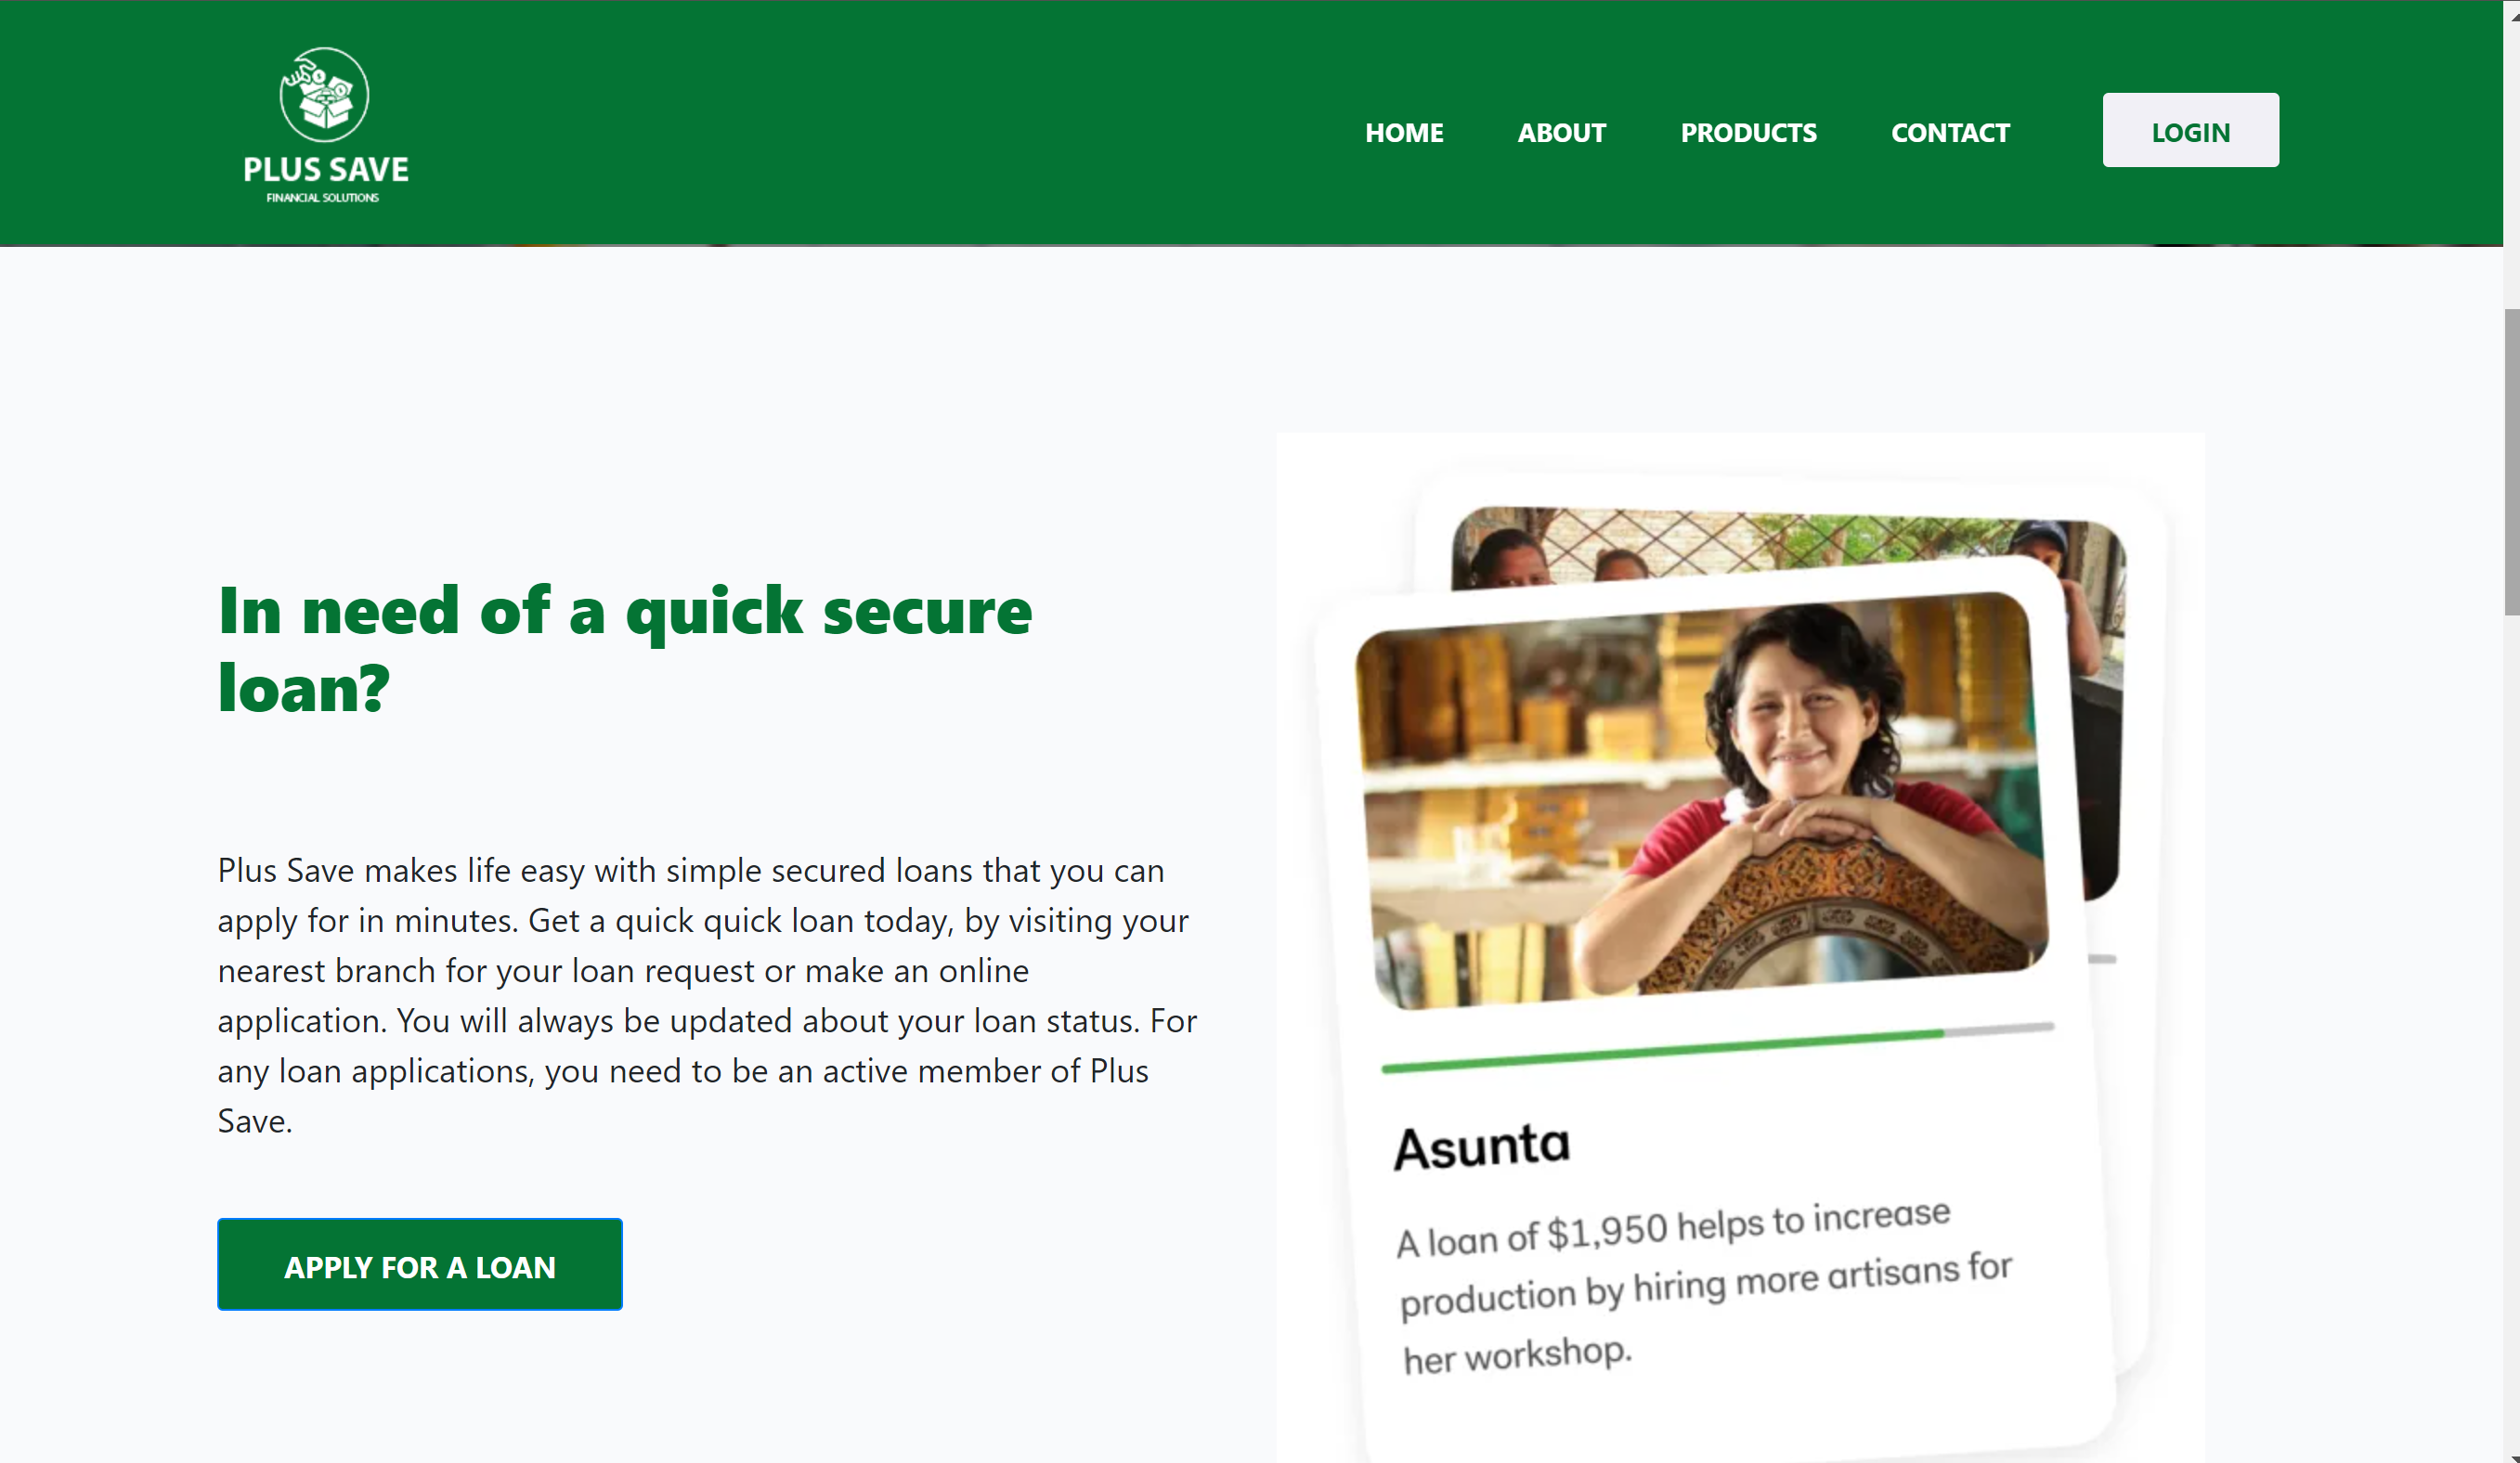 PLUS SAVE
FINANCIAL SOLUTIONS
HOME ABOUT PRODUCTS CONTACT LOGIN
In need of a quick secure
loan?
Plus Save makes life easy with simple secured loans that you can
apply for in minutes. Get a quick quick loan today, by visiting your
nearest branch for your loan request or make an online
application. You will always be updated about your loan status. For
any loan applications, you need to be an active member of Plus
Save.
APPLY FOR A LOAN
Asunta
A loan of $1,950 helps to increase
production by hiring more artisans for
her workshop.